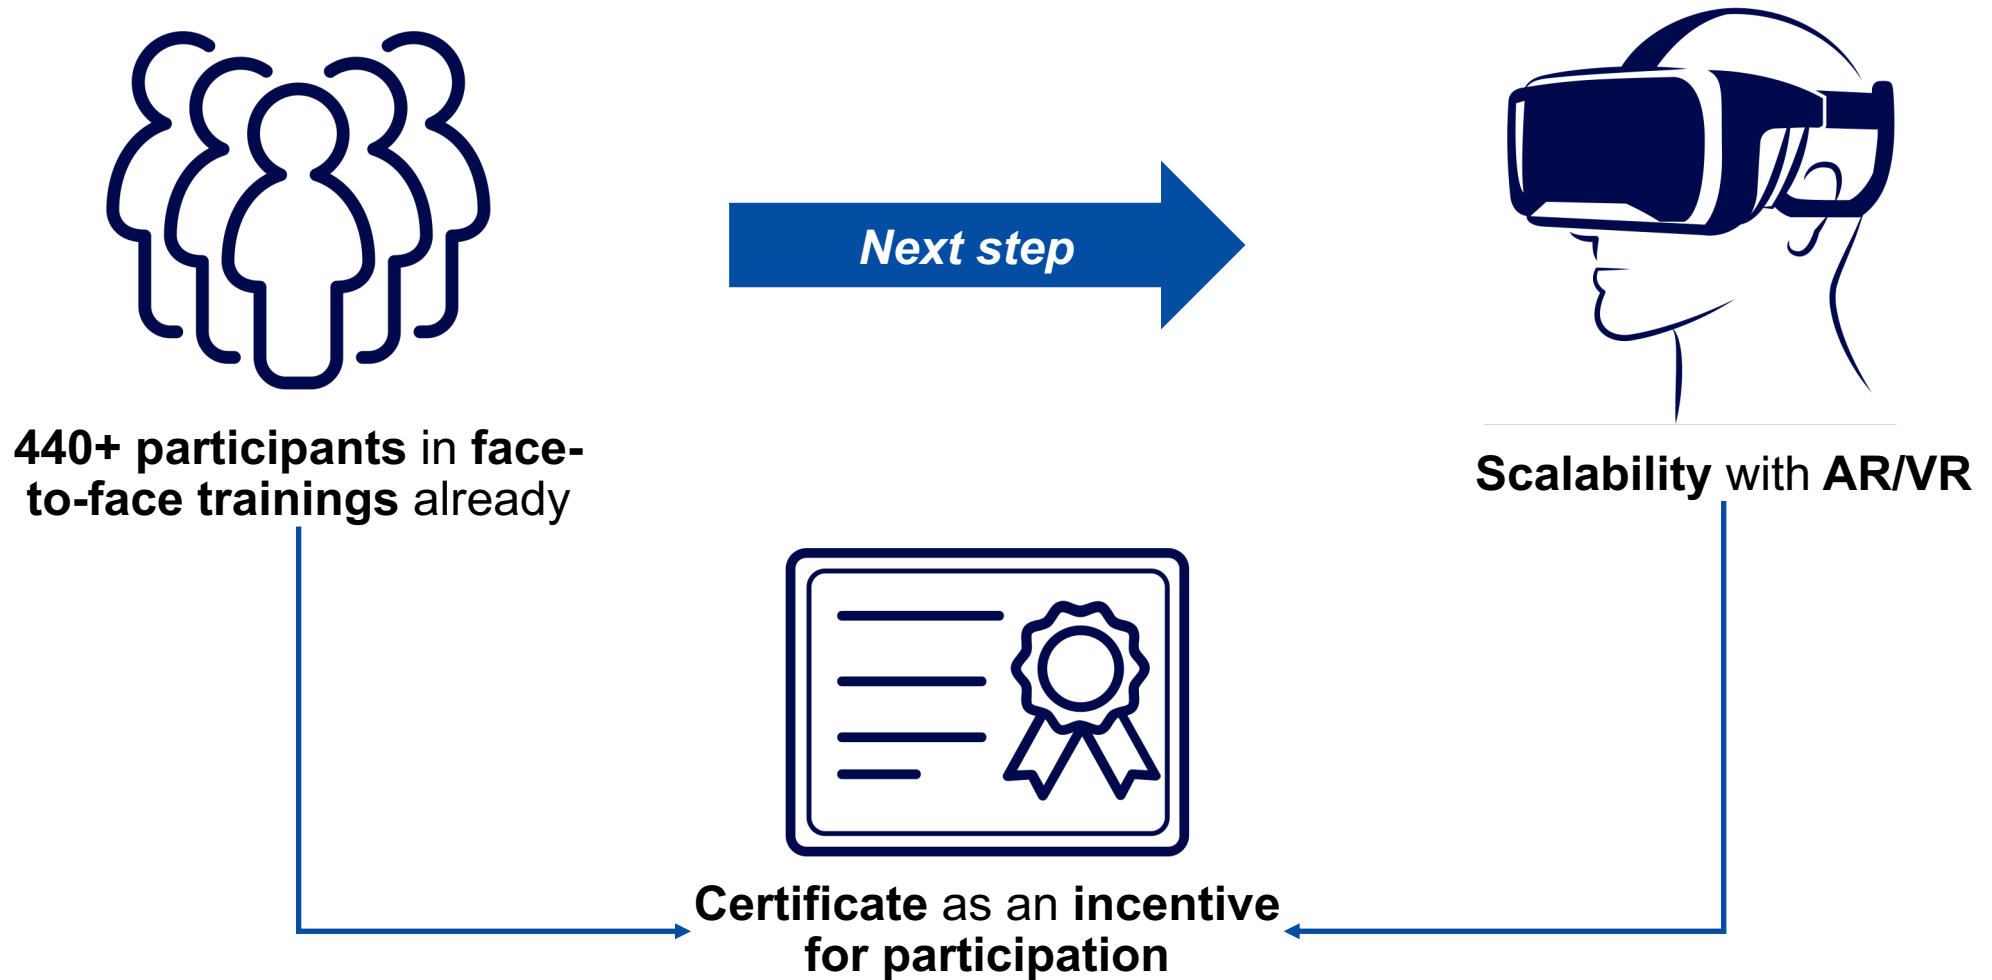 Next step
440+ participants in face-
to-face trainings already
Scalability with AR/VR
Certificate as an incentive
for participation